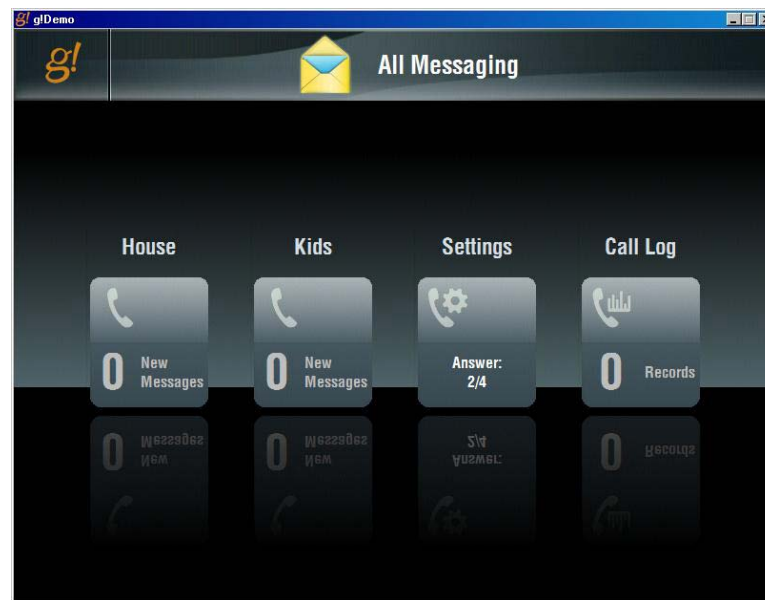 g! g!Demo
g!
All Messaging
House
Kids
Settings
Call Log
0 New
Messages
0 New
Messages
Answer:
2/4
0 Records